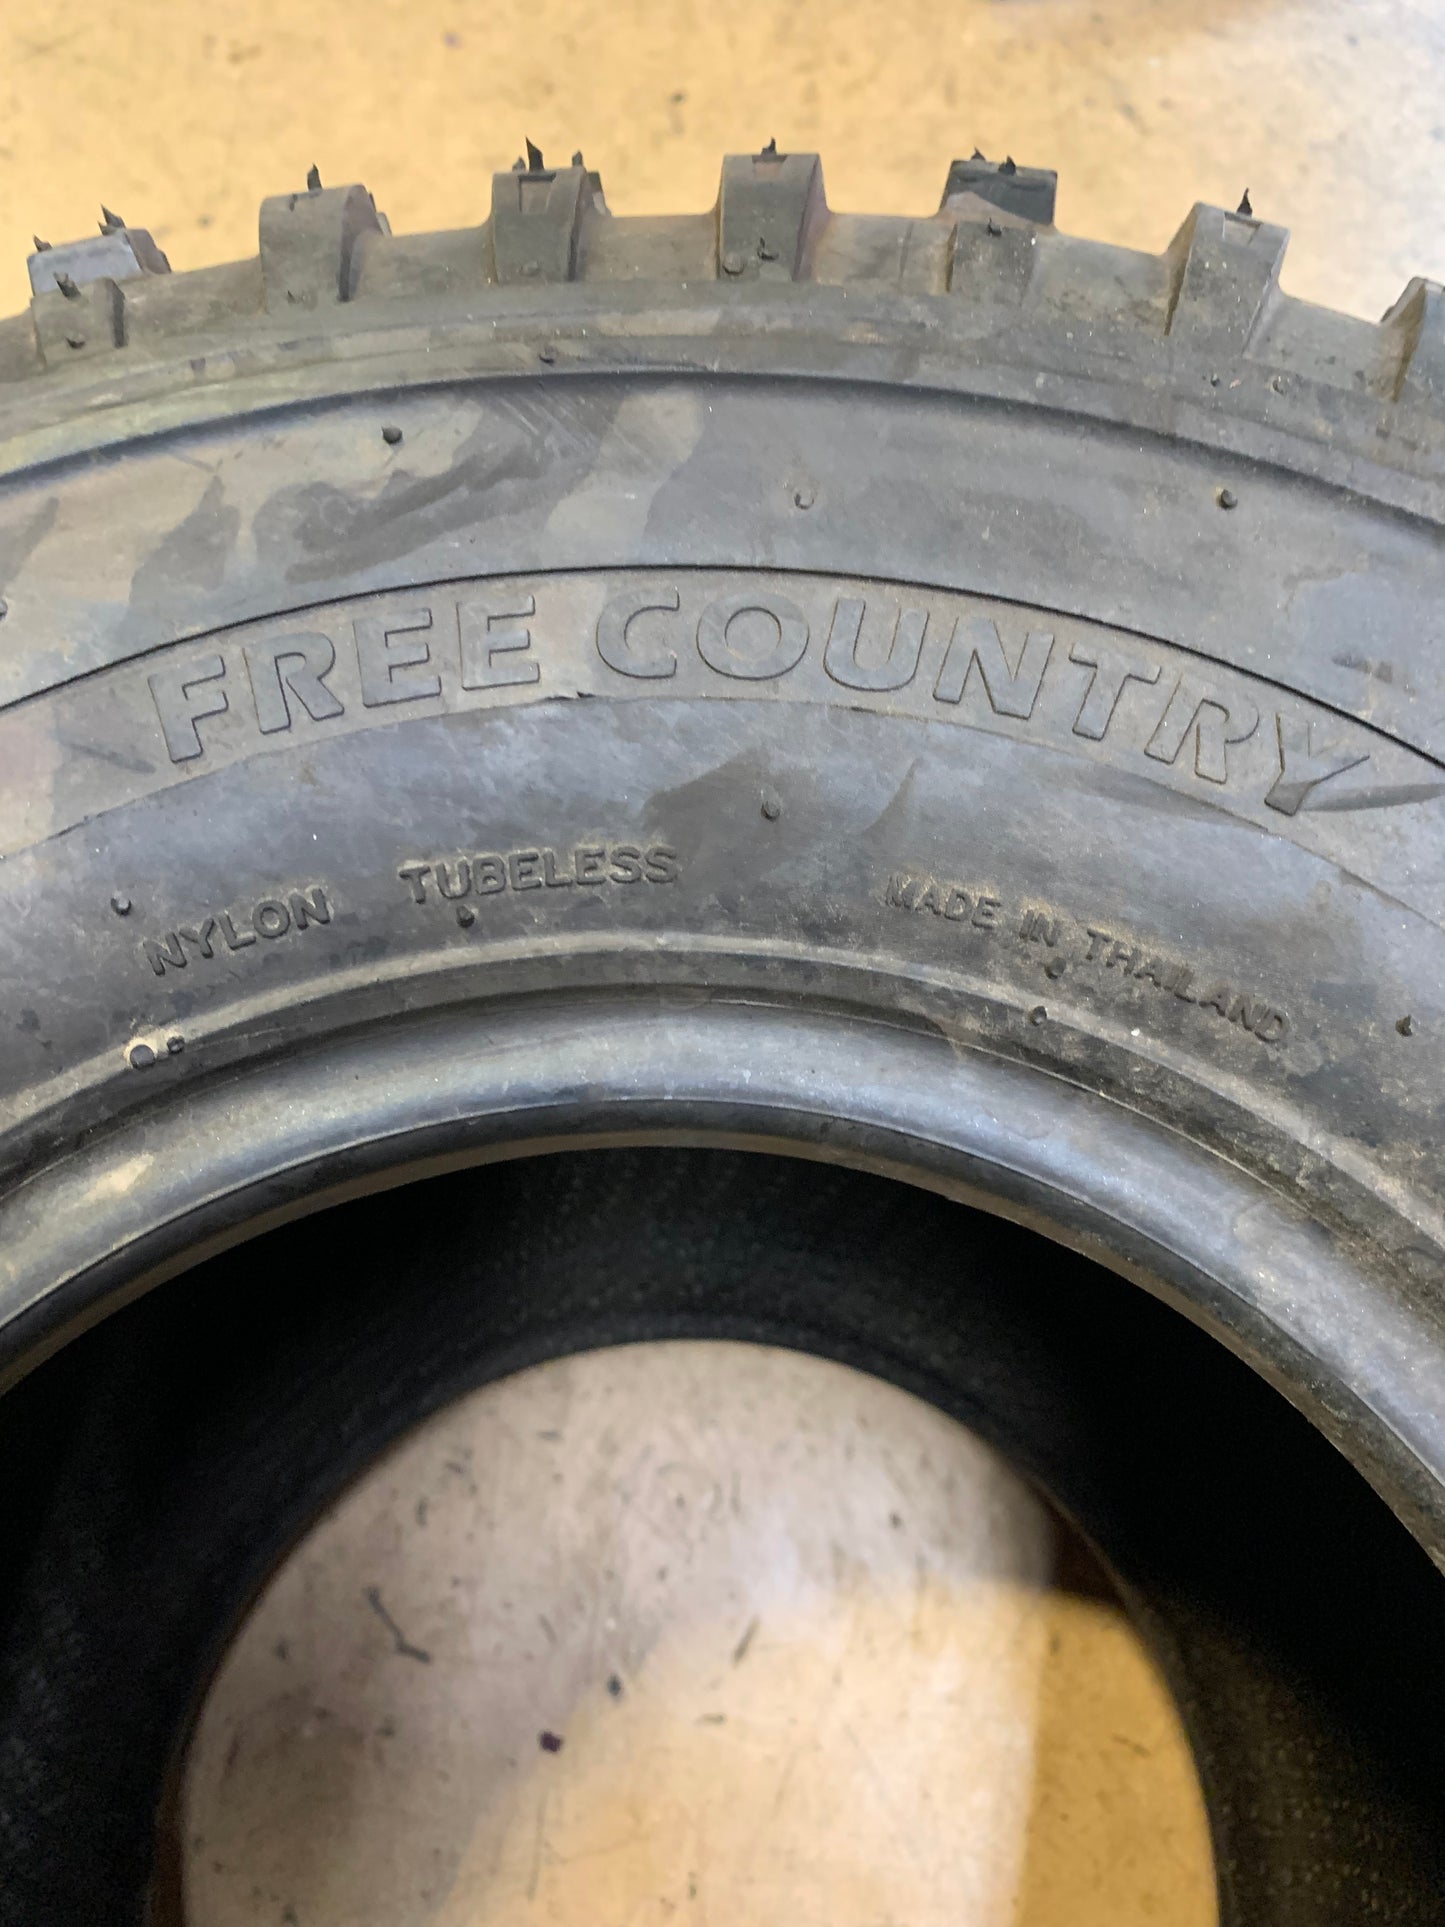 FREE COUNTRY
NYLON TUBELESS MADE IN THAILAND